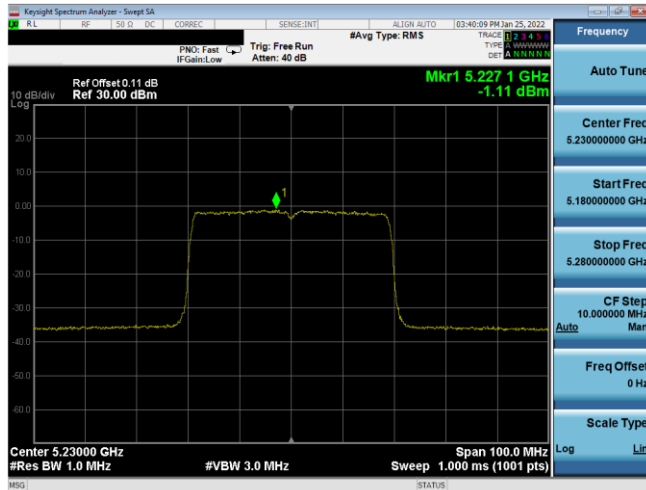 Keysight Spectrum Analyzer - Swept SA
RL RF 50 Ω DC CORREC SENSE:INT ALIGN AUTO 03:40:09 PM Jan 25, 2022
#Avg Type: RMS
TRACE 1 2 3 4 5 6
PNO: Fast Trig: Free Run TYPE A WWWWW
IFGain:Low Atten: 40 dB DET A N N N N N
Mkr1 5.227 1 GHz
-1.11 dBm
Ref Offset 0.11 dB
10 dB/div Ref 30.00 dBm
Log
20.0
10.0
0.00
1
-10.0
-20.0
-30.0
-40.0
-50.0
-60.0
Center 5.23000 GHz Span 100.0 MHz
#Res BW 1.0 MHz #VBW 3.0 MHz Sweep 1.000 ms (1001 pts)
MSG STATUS
Frequency
Auto Tune
Center Freq
5.230000000 GHz
Start Freq
5.180000000 GHz
Stop Freq
5.280000000 GHz
CF Step
10.000000 MHz
Auto Man
Freq Offset
0 Hz
Scale Type
Log Lin